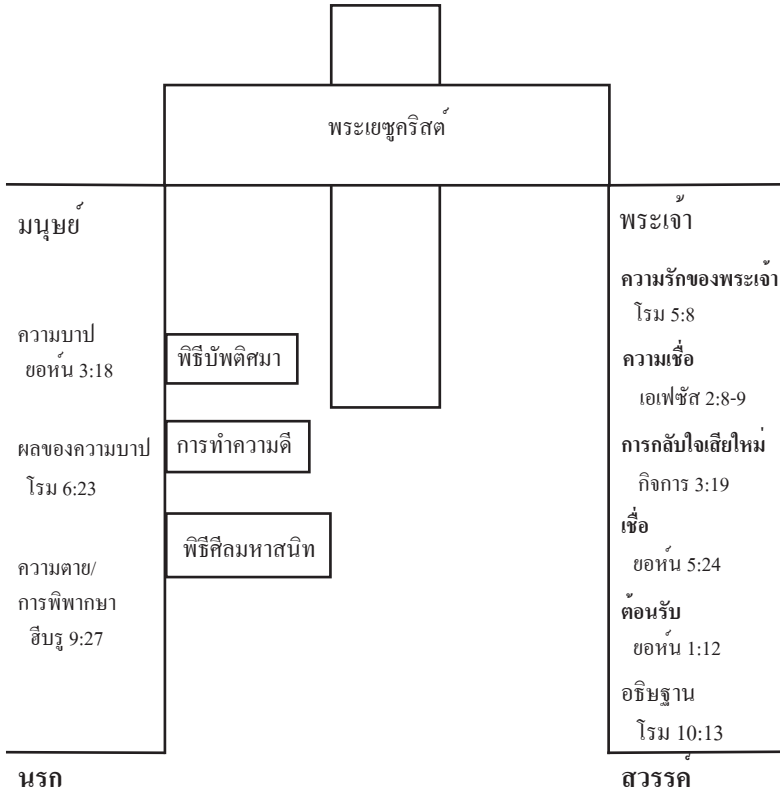 พระเยซูคริสต์
มนุษย์
ความบาป
ยอห์น 3:18
ผลของความบาป
โรม 6:23
ความตาย/
การพิพากษา
ฮีบรู 9:27
นรก
พิธีบัพติศมา
การทำความดี
พิธีศีลมหาสนิท
พระเจ้า
ความรักของพระเจ้า
โรม 5:8
ความเชื่อ
เอเฟซัส 2:8-9
การกลับใจเสียใหม่
กิจการ 3:19
เชื่อ
ยอห์น 5:24
ต้อนรับ
ยอห์น 1:12
อธิษฐาน
โรม 10:13
สวรรค์